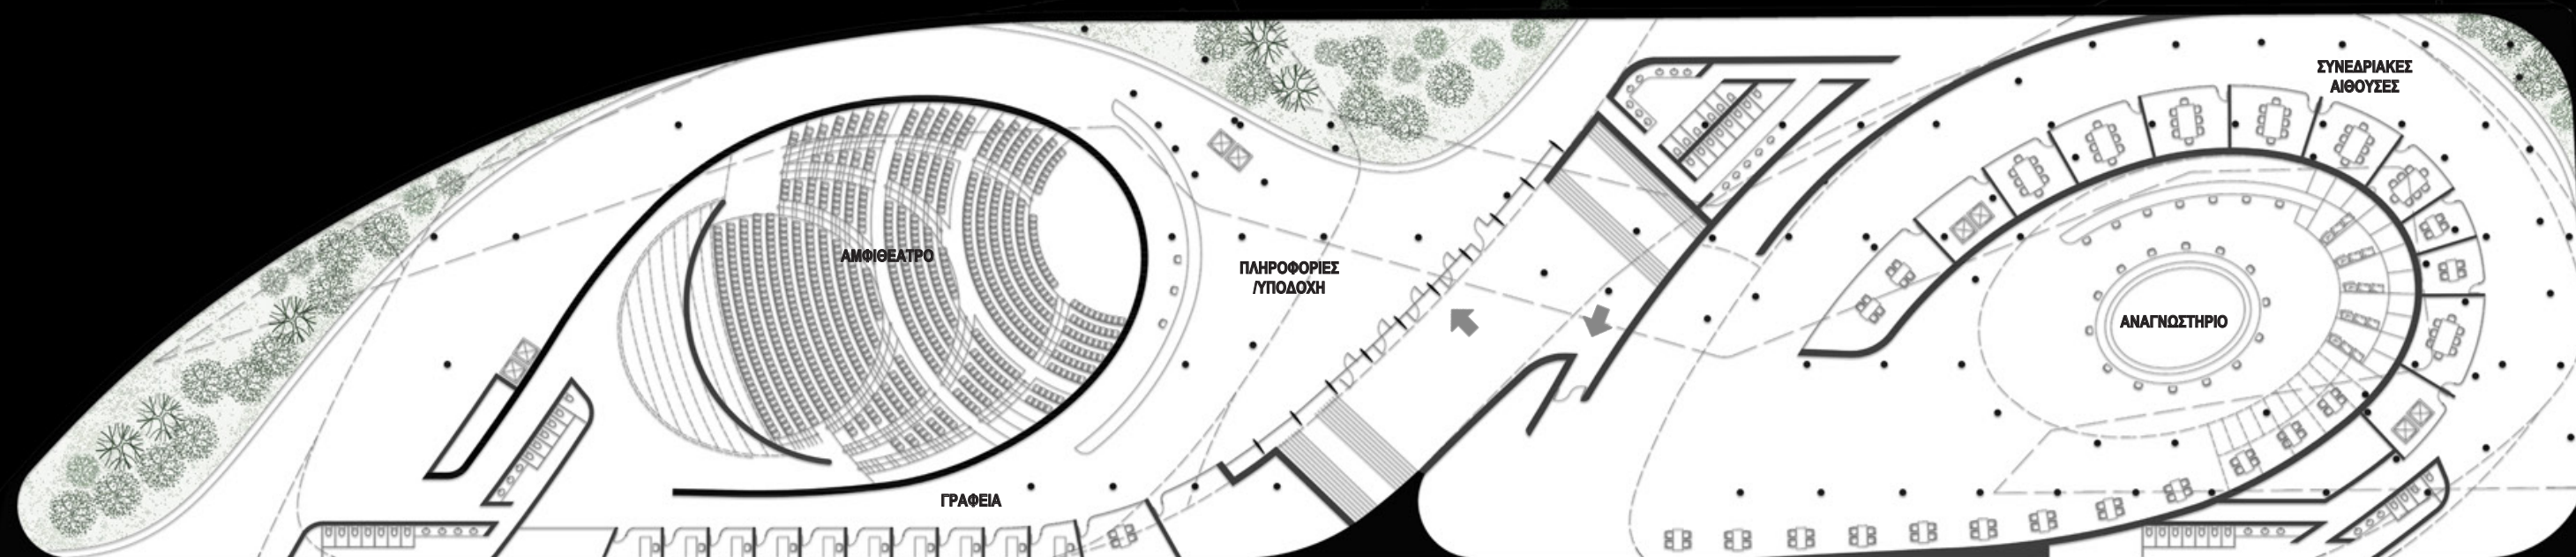 ΣΥΝΕΔΡΙΑΚΕΣ
ΑΙΘΟΥΣΕΣ
ΑΜΦΙΘΕΑΤΡΟ
ΠΛΗΡΟΦΟΡΙΕΣ
/ΥΠΟΔΟΧΗ
ΑΝΑΓΝΩΣΤΗΡΙΟ
ΓΡΑΦΕΙΑ